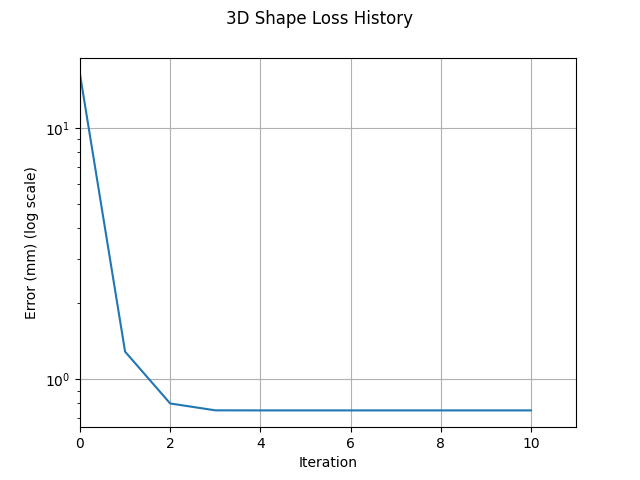 3D Shape Loss History
10¹
10⁰
Error (mm) (log scale)
0 2 4 6 8 10
Iteration